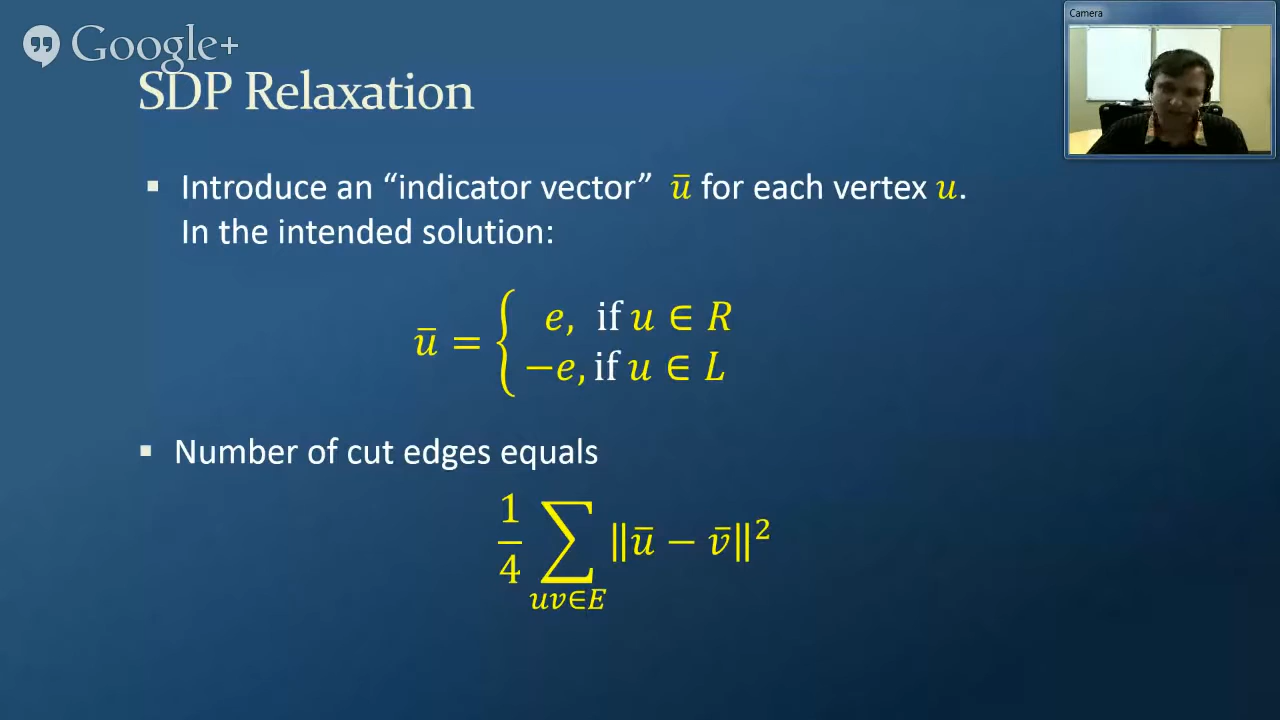 Google+
Camera
SDP Relaxation
▪ Introduce an “indicator vector” ū for each vertex u.
In the intended solution:
ū = { e, if u ∈ R
−e, if u ∈ L
▪ Number of cut edges equals
1/4 ∑_{uv∈E} ‖ū − v̄‖²